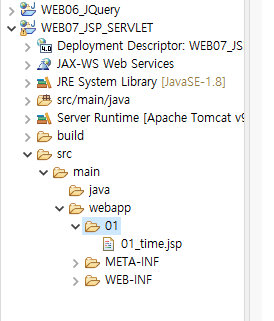 WEB06_JQuery
WEB07_JSP_SERVLET
Deployment Descriptor: WEB07_JS
JAX-WS Web Services
JRE System Library [JavaSE-1.8]
src/main/java
Server Runtime [Apache Tomcat v9
build
src
main
java
webapp
01
01_time.jsp
META-INF
WEB-INF